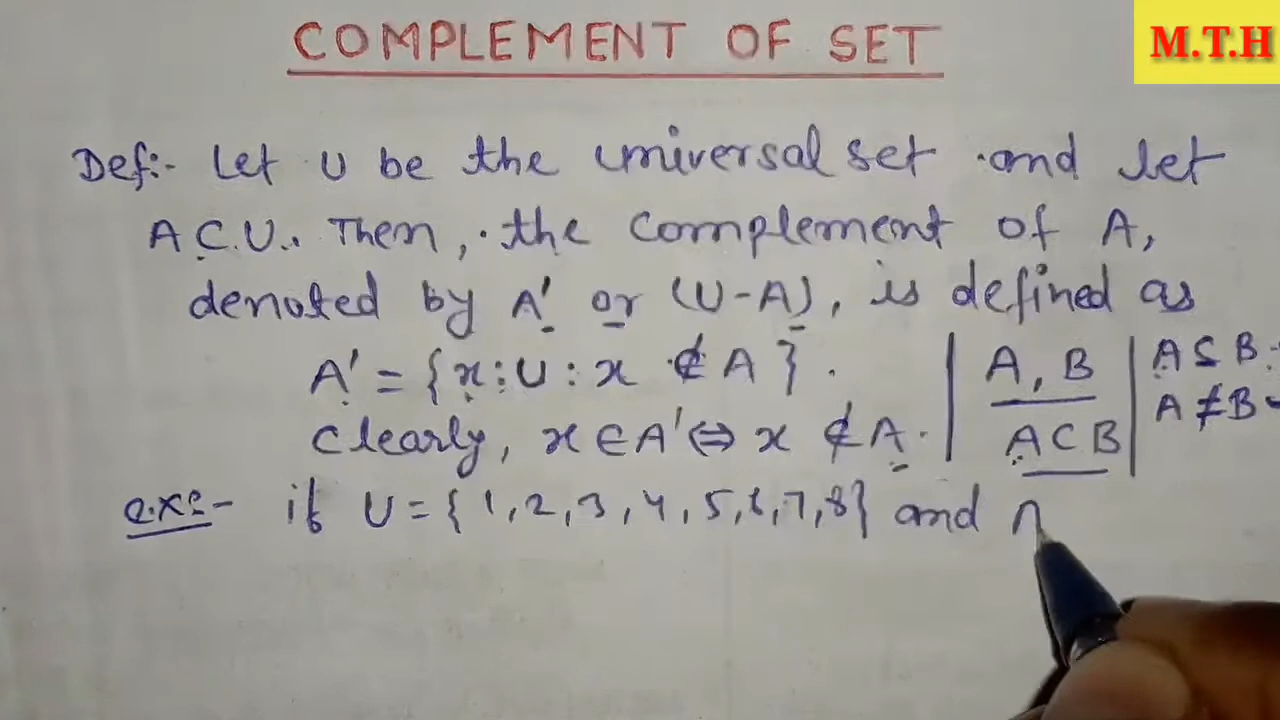 COMPLEMENT OF SET
M.T.H
Def:- Let U be the universal set and let
A ⊂ U. Then, the complement of A,
denoted by A' or (U-A), is defined as
A' = {x : U : x ∉ A}.
Clearly, x ∈ A' ⇔ x ∉ A.
A, B
A ⊂ B
A ⊆ B
A ≠ B
e.x:- if U = {1,2,3,4,5,6,7,8} and